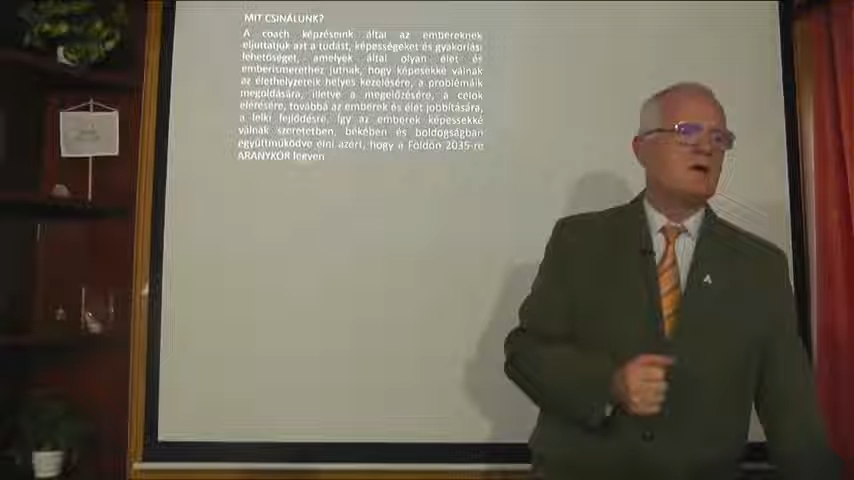 MIT CSINÁLUNK?
A coach képzéseink által az embereknek
eljuttatjuk azt a tudást, képességeket és gyakorlási
lehetőséget, amelyek által olyan élet és
emberismerethez jutnak, hogy képesekké válnak
az élethelyzeteik helyes kezelésére, a problémáik
megoldására, illetve a megelőzésére, a célok
elérésére, továbbá az emberek és élet jobbítására,
a lelki fejlődésre. Így az emberek képessekké
válnak szeretetben, békében és boldogságban
együttműködve élni azért, hogy a Földön 2035-re
ARANYKOR legyen